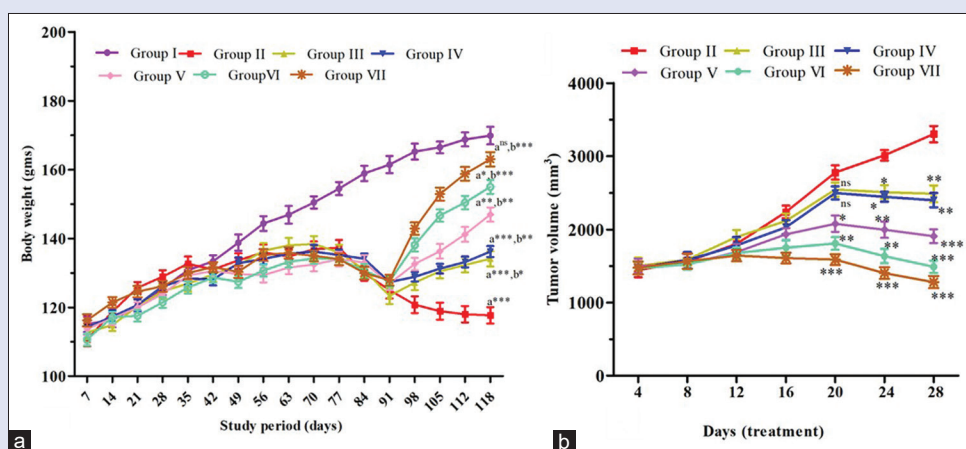 Group I
Group II
Group III
Group IV
Group V
GroupVI
Group VII
Body weight (gms)
200
180
160
140
120
100
ans,b***
a*,b***
a**,b**
a***,b**
a***,b*
a***
7 14 21 28 35 42 49 56 63 70 77 84 91 98 105 112 118
Study period (days)
a
Group II
Group III
Group IV
Group V
Group VI
Group VII
Tumor volume (mm3)
4000
3000
2000
1000
0
ns * **
ns * **
* ** ***
** ** ***
*** *** ***
4 8 12 16 20 24 28
Days (treatment)
b